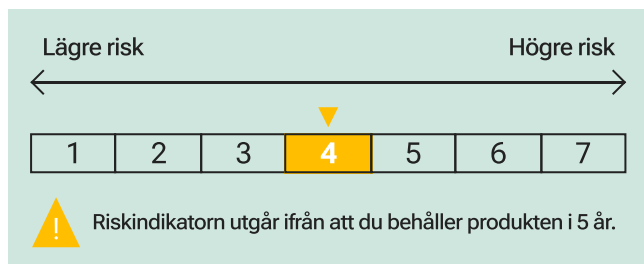 Lägre risk Högre risk
1 2 3 4 5 6 7
! Riskindikatorn utgår ifrån att du behåller produkten i 5 år.